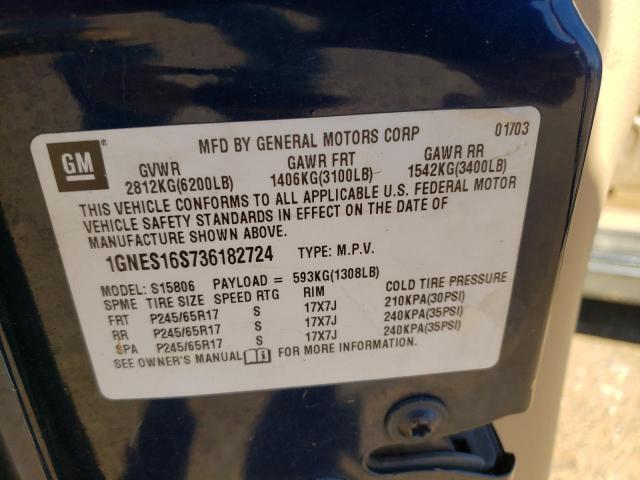 GM
MFD BY GENERAL MOTORS CORP 01/03
GVWR GAWR FRT GAWR RR
2812KG(6200LB) 1406KG(3100LB) 1542KG(3400LB)
THIS VEHICLE CONFORMS TO ALL APPLICABLE U.S. FEDERAL MOTOR
VEHICLE SAFETY STANDARDS IN EFFECT ON THE DATE OF
MANUFACTURE SHOWN ABOVE.
1GNES16S736182724 TYPE: M.P.V.
MODEL: S15806 PAYLOAD = 593KG(1308LB)
SPME TIRE SIZE SPEED RTG RIM COLD TIRE PRESSURE
FRT P245/65R17 S 17X7J 210KPA(30PSI)
RR P245/65R17 S 17X7J 240KPA(35PSI)
SPA P245/65R17 S 17X7J 240KPA(35PSI)
SEE OWNER'S MANUAL FOR MORE INFORMATION.